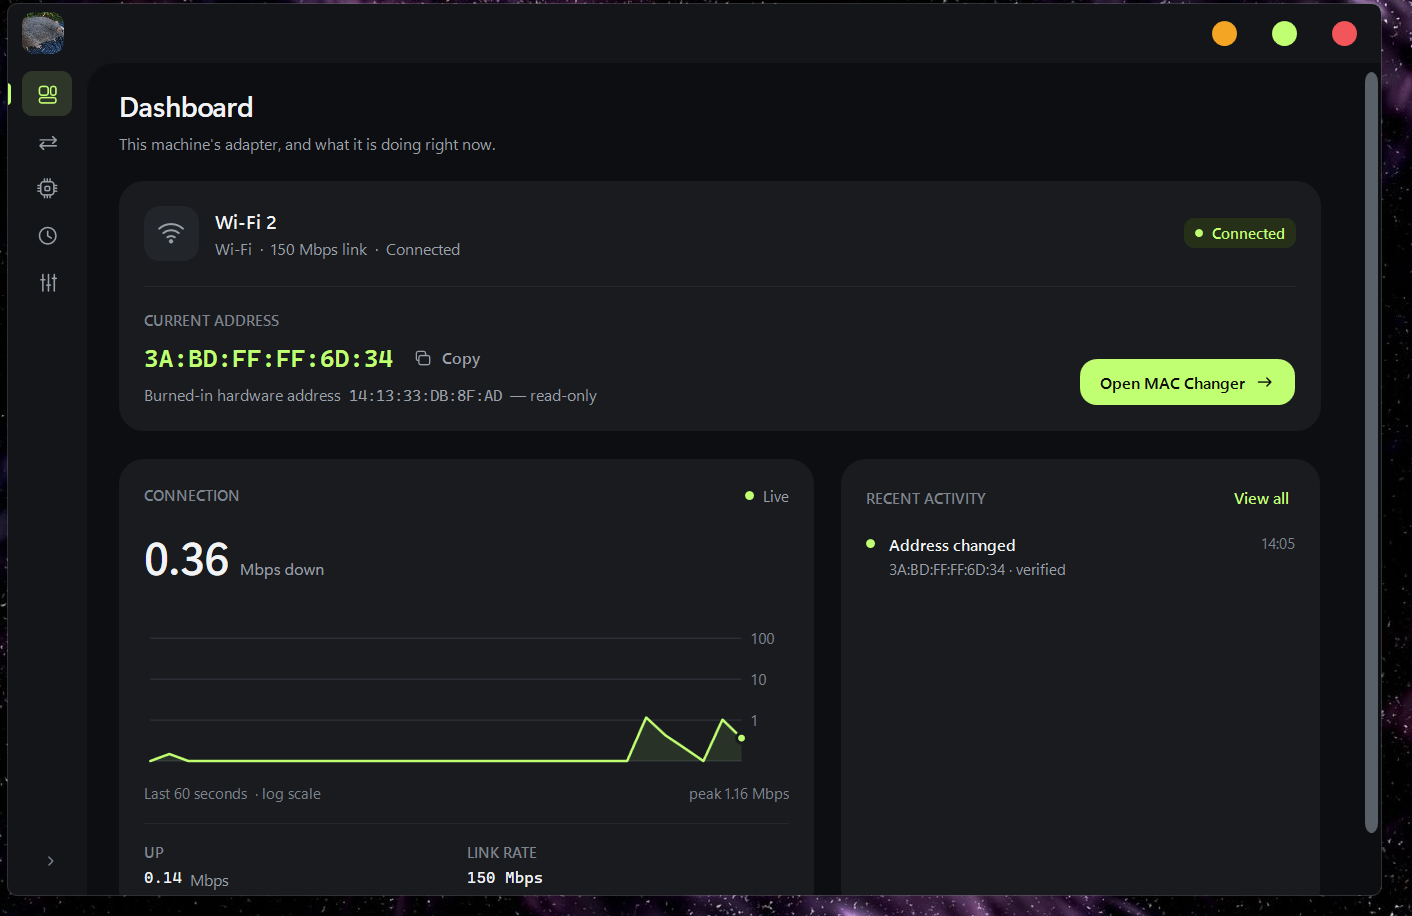 Dashboard
This machine's adapter, and what it is doing right now.
Wi-Fi 2
Wi-Fi · 150 Mbps link · Connected
Connected
CURRENT ADDRESS
3A:BD:FF:FF:6D:34
Copy
Burned-in hardware address 14:13:33:DB:8F:AD — read-only
Open MAC Changer →
CONNECTION
Live
0.36 Mbps down
100
10
1
Last 60 seconds · log scale
peak 1.16 Mbps
UP
0.14 Mbps
LINK RATE
150 Mbps
RECENT ACTIVITY
View all
Address changed
14:05
3A:BD:FF:FF:6D:34 · verified